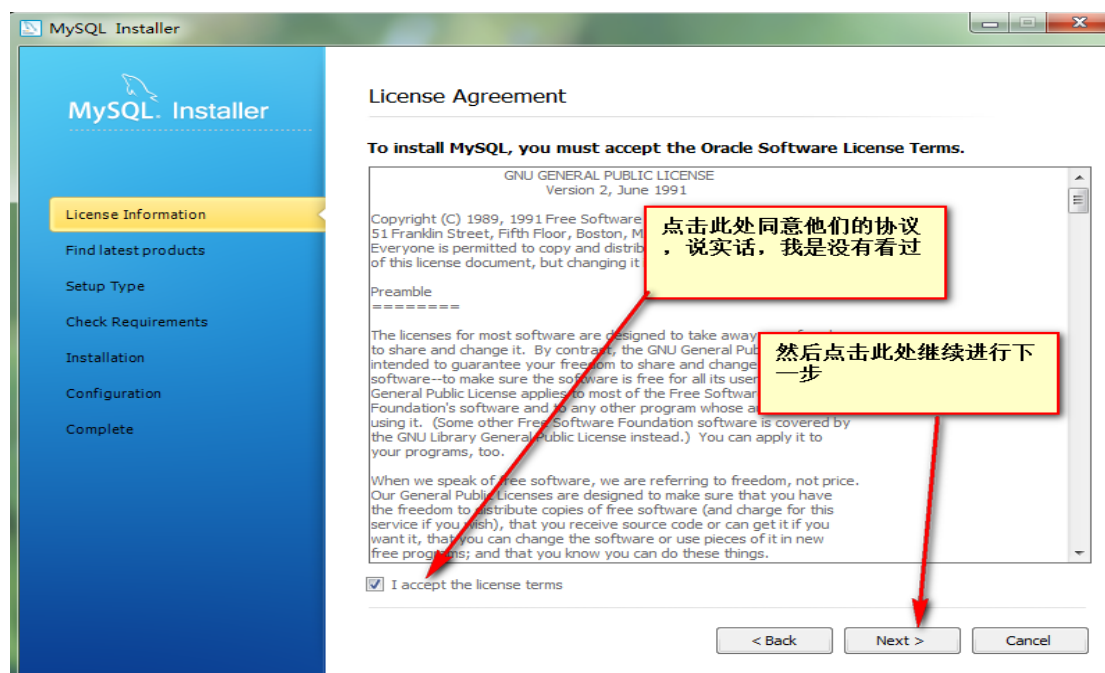 MySQL Installer
MySQL. Installer
License Information
Find latest products
Setup Type
Check Requirements
Installation
Configuration
Complete
License Agreement
To install MySQL, you must accept the Oracle Software License Terms.
GNU GENERAL PUBLIC LICENSE
Version 2, June 1991
Copyright (C) 1989, 1991 Free Software
51 Franklin Street, Fifth Floor, Boston, M
Everyone is permitted to copy and distrib
of this license document, but changing it
Preamble
========
The licenses for most software are designed to take away
to share and change it. By contrast, the GNU General Pub
intended to guarantee your freedom to share and change
software--to make sure the software is free for all its user
General Public License applies to most of the Free Softwar
Foundation's software and to any other program whose a
using it. (Some other Free Software Foundation software is covered by
the GNU Library General Public License instead.) You can apply it to
your programs, too.
When we speak of free software, we are referring to freedom, not price.
Our General Public Licenses are designed to make sure that you have
the freedom to distribute copies of free software (and charge for this
service if you wish), that you receive source code or can get it if you
want it, that you can change the software or use pieces of it in new
free programs; and that you know you can do these things.
点击此处同意他们的协议
，说实话，我是没有看过
然后点击此处继续进行下
一步
I accept the license terms
< Back
Next >
Cancel